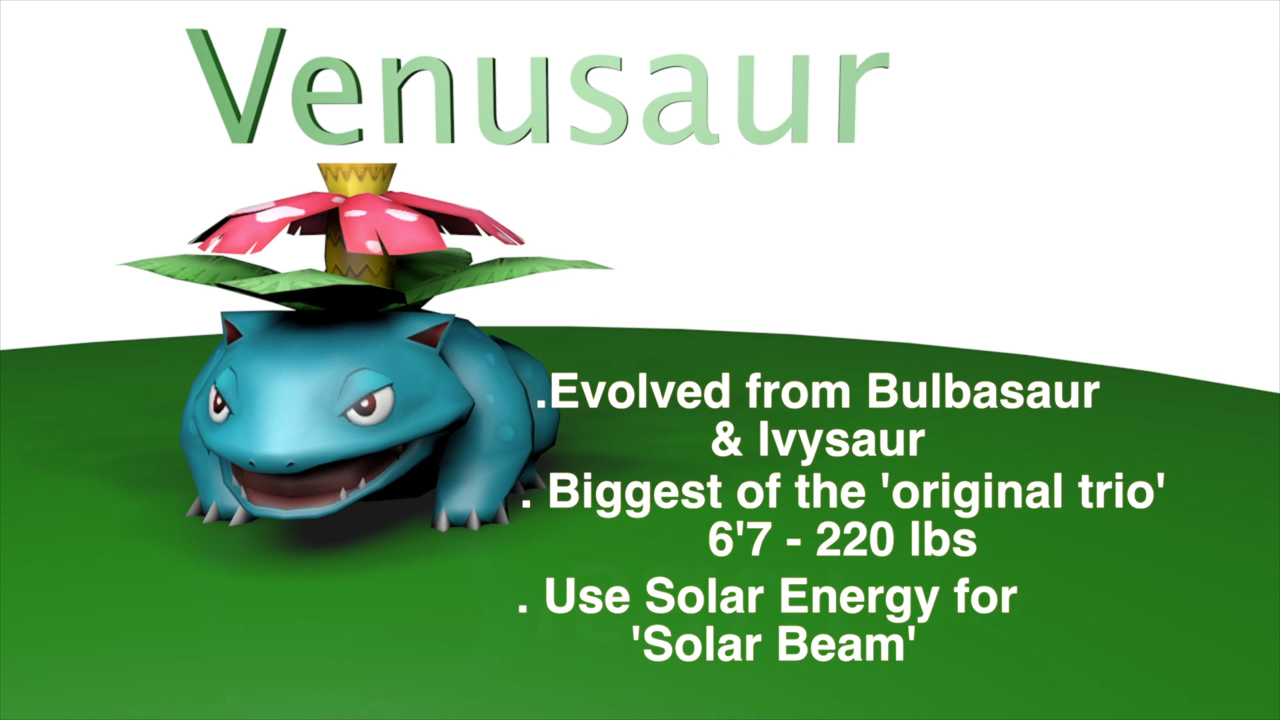 Venusaur
.Evolved from Bulbasaur
& Ivysaur
. Biggest of the 'original trio'
6'7 - 220 lbs
. Use Solar Energy for
'Solar Beam'